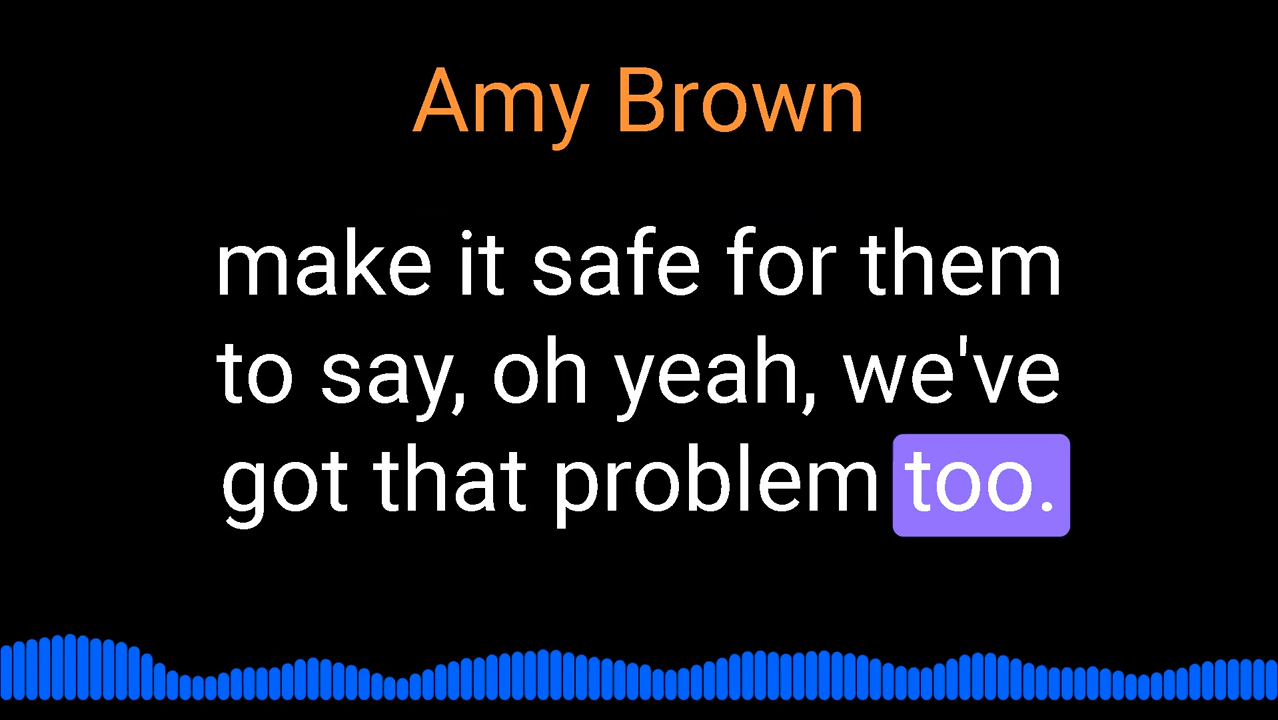 Amy Brown
make it safe for them
to say, oh yeah, we've
got that problem too.